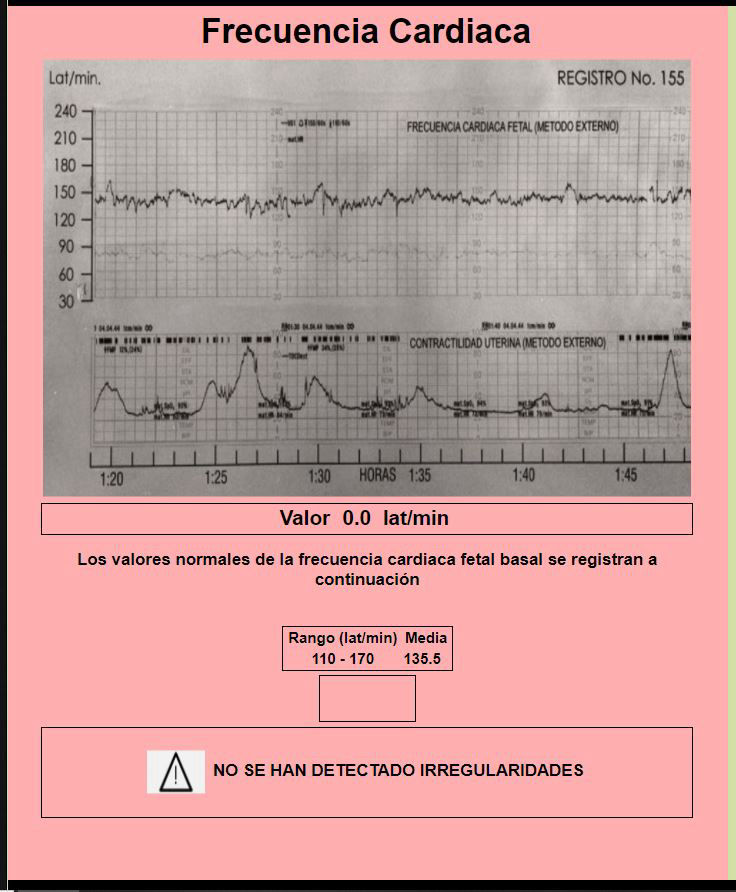 Frecuencia Cardiaca
Lat/min.
REGISTRO No. 155
240
210
180
150
120
90
60
30
FRECUENCIA CARDIACA FETAL (METODO EXTERNO)
CONTRACTILIDAD UTERINA (METODO EXTERNO)
1:20 1:25 1:30 HORAS 1:35 1:40 1:45
Valor 0.0 lat/min
Los valores normales de la frecuencia cardiaca fetal basal se registran a
continuación
Rango (lat/min) Media
110 - 170 135.5
NO SE HAN DETECTADO IRREGULARIDADES